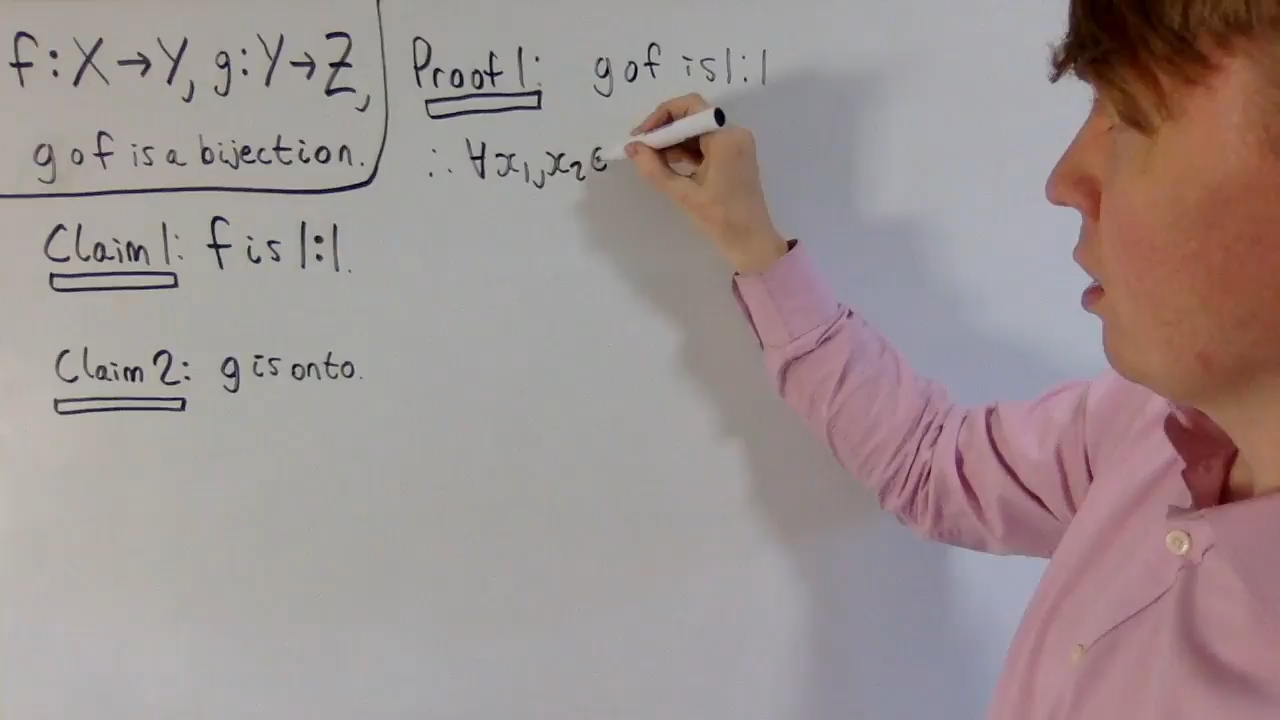 f:X→Y, g:Y→Z,
g∘f is a bijection.
Claim 1: f is 1:1.
Claim 2: g is onto.
Proof 1: g∘f is 1:1
∴ ∀x₁,x₂∈